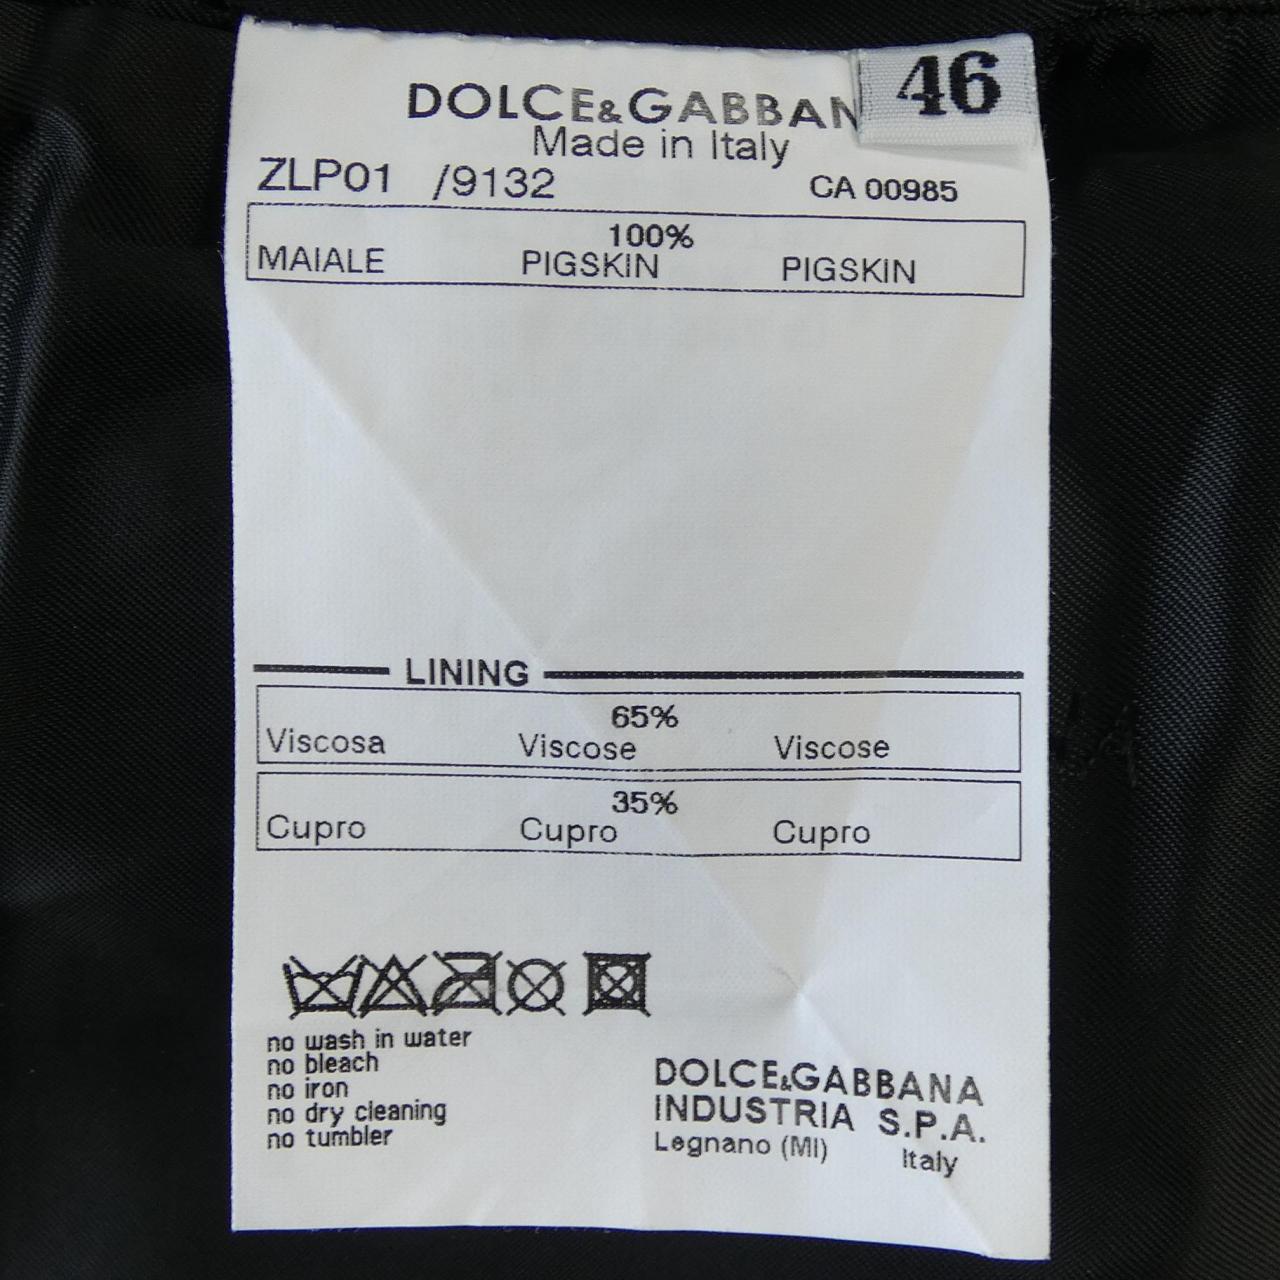 DOLCE&GABBAN
46
Made in Italy
ZLP01 /9132 CA 00985
100%
MAIALE PIGSKIN PIGSKIN
LINING
65%
Viscosa Viscose Viscose
35%
Cupro Cupro Cupro
no wash in water
no bleach
no iron
no dry cleaning
no tumbler
DOLCE&GABBANA
INDUSTRIA S.P.A.
Legnano (MI) Italy